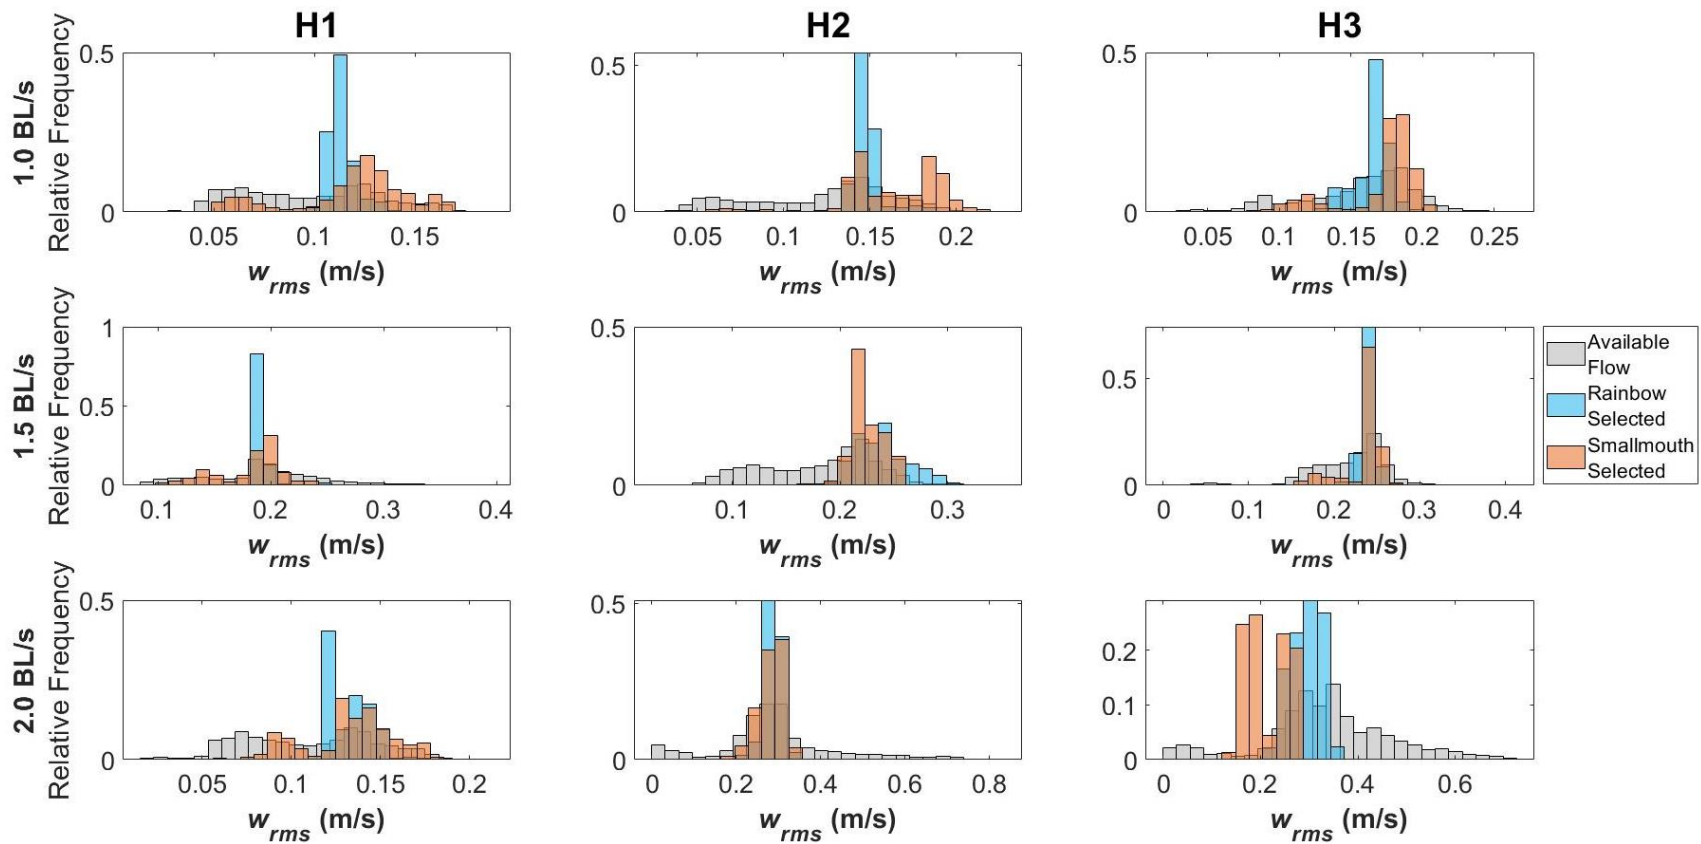 H1
H2
H3
1.0 BL/s
Relative Frequency
0.5
0
0.05
0.1
0.15
w_rms (m/s)
0.5
0
0.05
0.1
0.15
0.2
w_rms (m/s)
0.5
0
0.05
0.1
0.15
0.2
0.25
w_rms (m/s)
1.5 BL/s
Relative Frequency
1
0.5
0
0.1
0.2
0.3
0.4
w_rms (m/s)
0.5
0
0.1
0.2
0.3
w_rms (m/s)
0.5
0
0
0.1
0.2
0.3
0.4
w_rms (m/s)
Available
Flow
Rainbow
Selected
Smallmouth
Selected
2.0 BL/s
Relative Frequency
0.5
0
0.05
0.1
0.15
0.2
w_rms (m/s)
0.5
0
0
0.2
0.4
0.6
0.8
w_rms (m/s)
0.2
0.1
0
0
0.2
0.4
0.6
w_rms (m/s)